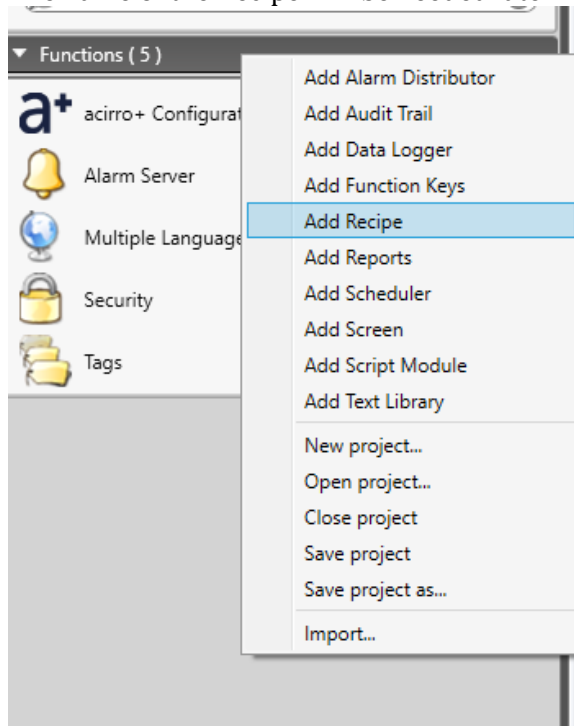 Functions ( 5 )
a+ acirro+ Configurat
Alarm Server
Multiple Language
Security
Tags
Add Alarm Distributor
Add Audit Trail
Add Data Logger
Add Function Keys
Add Recipe
Add Reports
Add Scheduler
Add Screen
Add Script Module
Add Text Library
New project...
Open project...
Close project
Save project
Save project as...
Import...